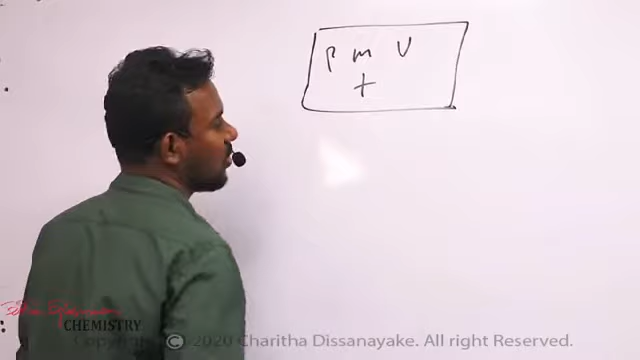 P m V
+
CHEMISTRY
Copyright © 2020 Charitha Dissanayake. All right Reserved.